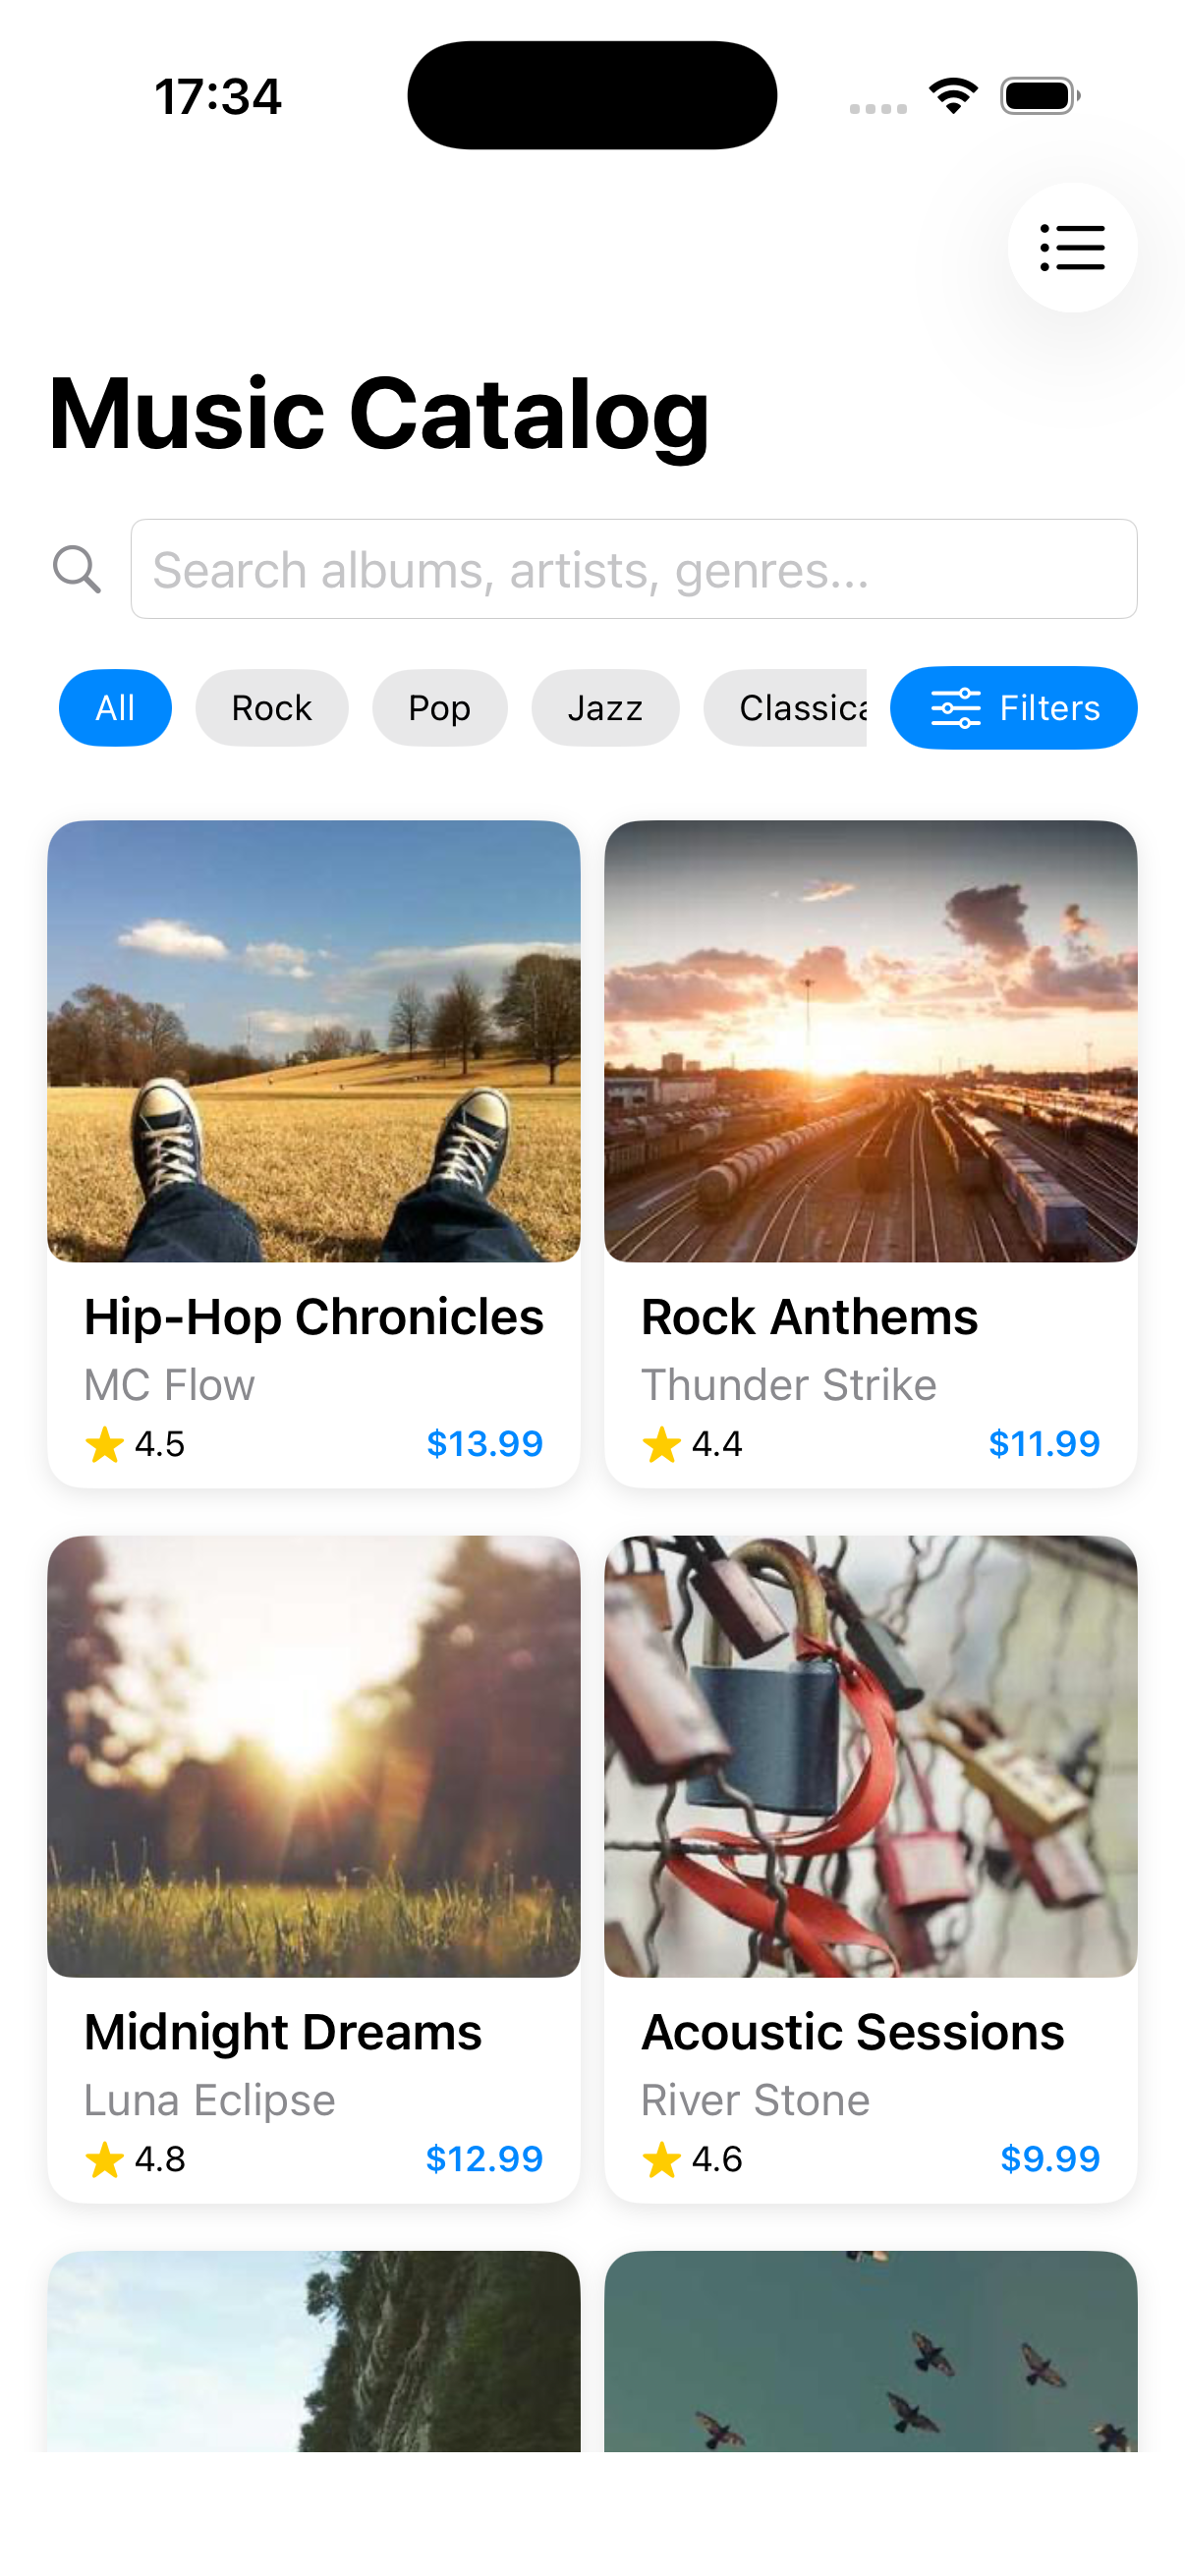 17:34
Music Catalog
Search albums, artists, genres...
All Rock Pop Jazz Classica Filters
Hip-Hop Chronicles Rock Anthems
MC Flow Thunder Strike
4.5 $13.99 4.4 $11.99
Midnight Dreams Acoustic Sessions
Luna Eclipse River Stone
4.8 $12.99 4.6 $9.99